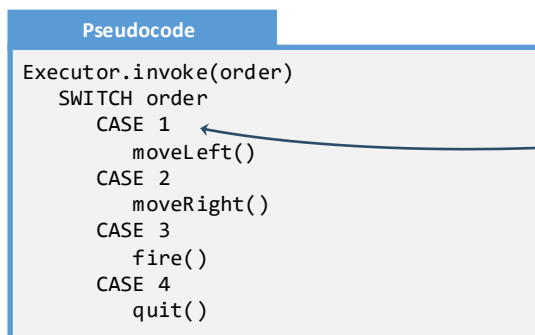 Pseudocode
Executor.invoke(order)
SWITCH order
CASE 1
moveLeft()
CASE 2
moveRight()
CASE 3
fire()
CASE 4
quit()